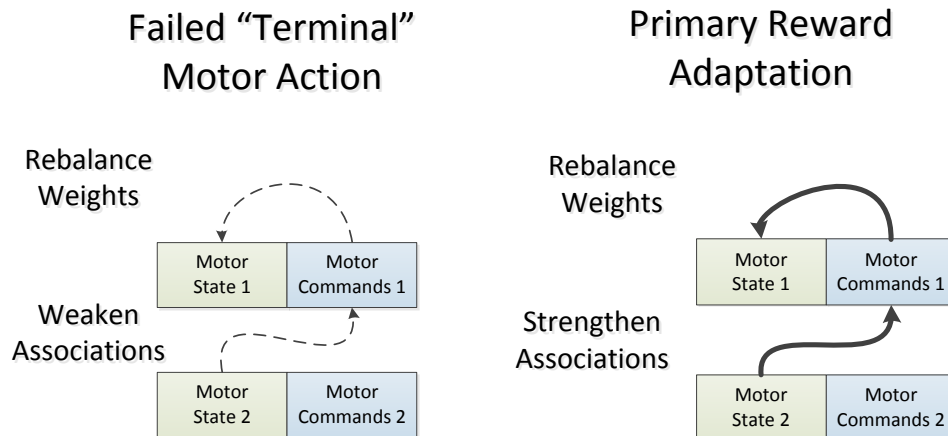 Failed “Terminal”
Motor Action
Rebalance
Weights
Motor
State 1
Motor
Commands 1
Weaken
Associations
Motor
State 2
Motor
Commands 2
Primary Reward
Adaptation
Rebalance
Weights
Motor
State 1
Motor
Commands 1
Strengthen
Associations
Motor
State 2
Motor
Commands 2